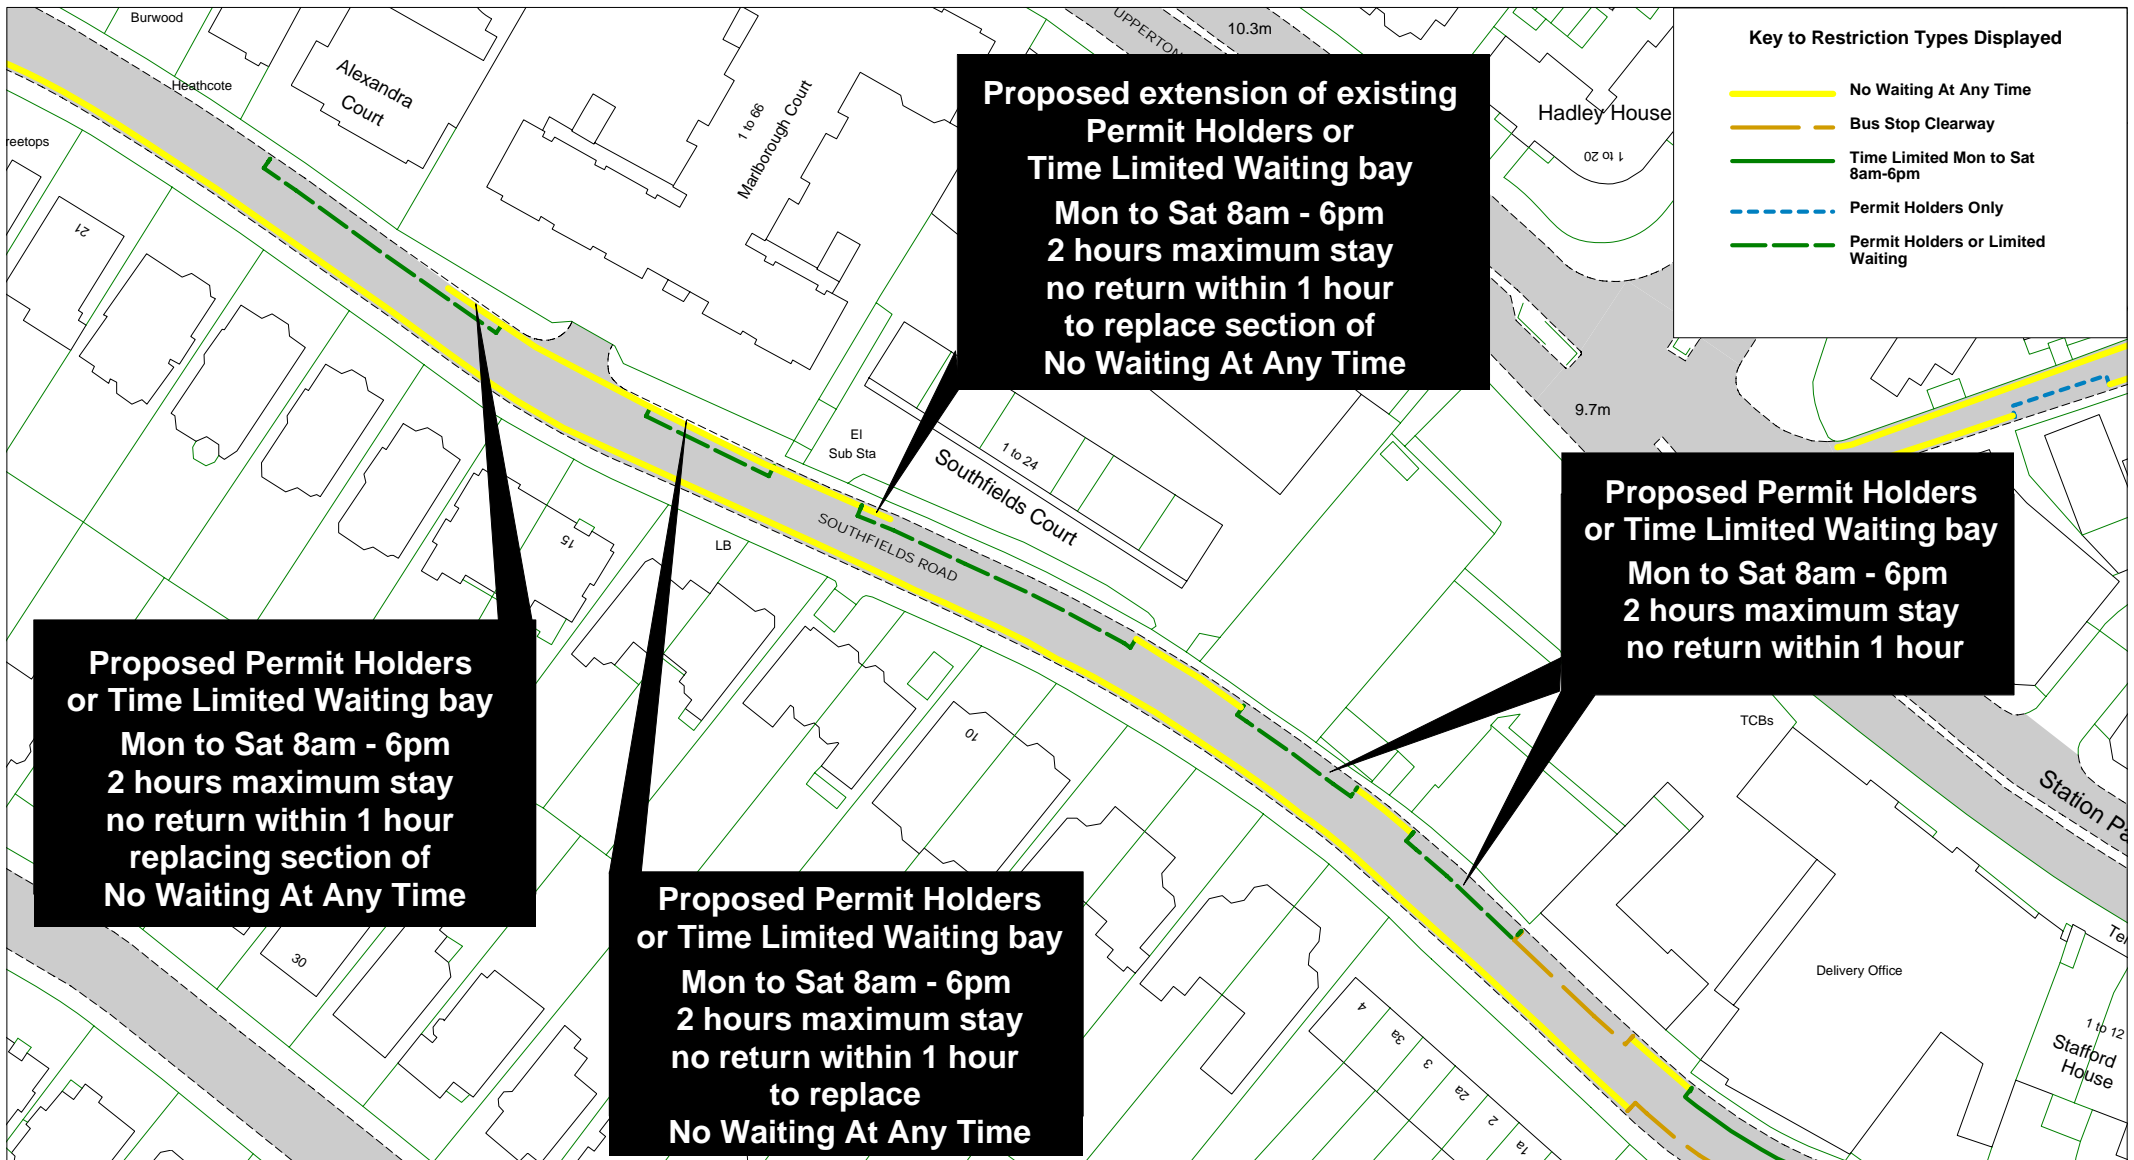 Burwood
Heathcote
Alexandra
Court
reetops
21
1 to 66
Marlborough Court
UPPERTON
10.3m
Hadley House
1 to 20
Key to Restriction Types Displayed
No Waiting At Any Time
Bus Stop Clearway
Time Limited Mon to Sat
8am-6pm
Permit Holders Only
Permit Holders or Limited
Waiting
Proposed extension of existing
Permit Holders or
Time Limited Waiting bay
Mon to Sat 8am - 6pm
2 hours maximum stay
no return within 1 hour
to replace section of
No Waiting At Any Time
9.7m
El
Sub Sta
1 to 24
Southfields Court
SOUTHFIELDS ROAD
15
LB
10
Proposed Permit Holders
or Time Limited Waiting bay
Mon to Sat 8am - 6pm
2 hours maximum stay
no return within 1 hour
TCBs
Station Pa
Proposed Permit Holders
or Time Limited Waiting bay
Mon to Sat 8am - 6pm
2 hours maximum stay
no return within 1 hour
replacing section of
No Waiting At Any Time
30
Proposed Permit Holders
or Time Limited Waiting bay
Mon to Sat 8am - 6pm
2 hours maximum stay
no return within 1 hour
to replace
No Waiting At Any Time
4
3a
3
2a
2
1a
Delivery Office
Tel
1 to 12
Stafford
House